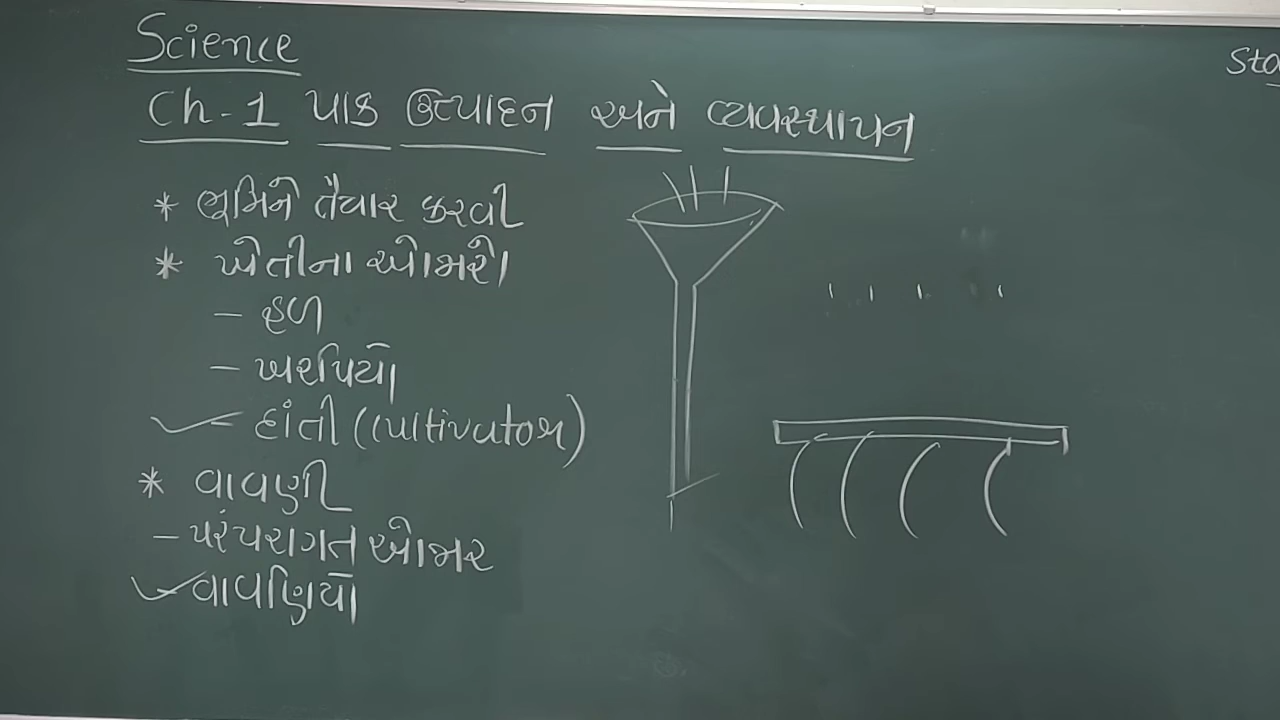 Science
Sta
Ch-1 પાક ઉત્પાદન અને વ્યવસ્થાપન
* ભૂમિને તૈયાર કરવી
* ખેતીના ઓજારો
- હળ
- ખરપિયો
- દાંતી (cultivator)
* વાવણી
- પરંપરાગત ઓજાર
- વાવણિયો